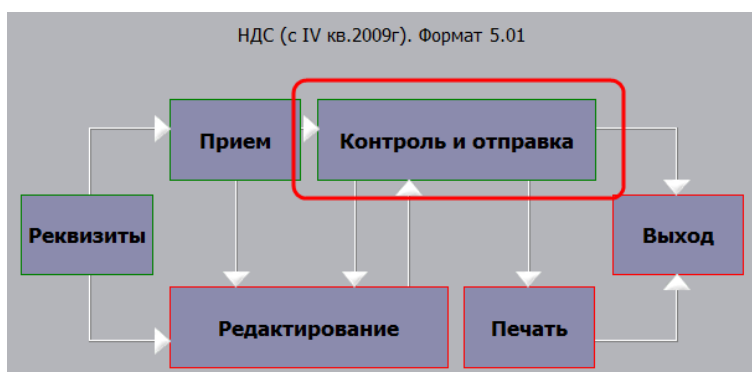 НДС (с IV кв.2009г). Формат 5.01
Прием
Контроль и отправка
Реквизиты
Выход
Редактирование
Печать